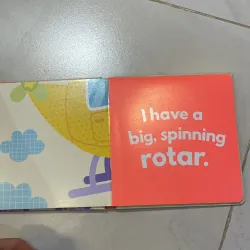 I have a
big, spinning
rotar.